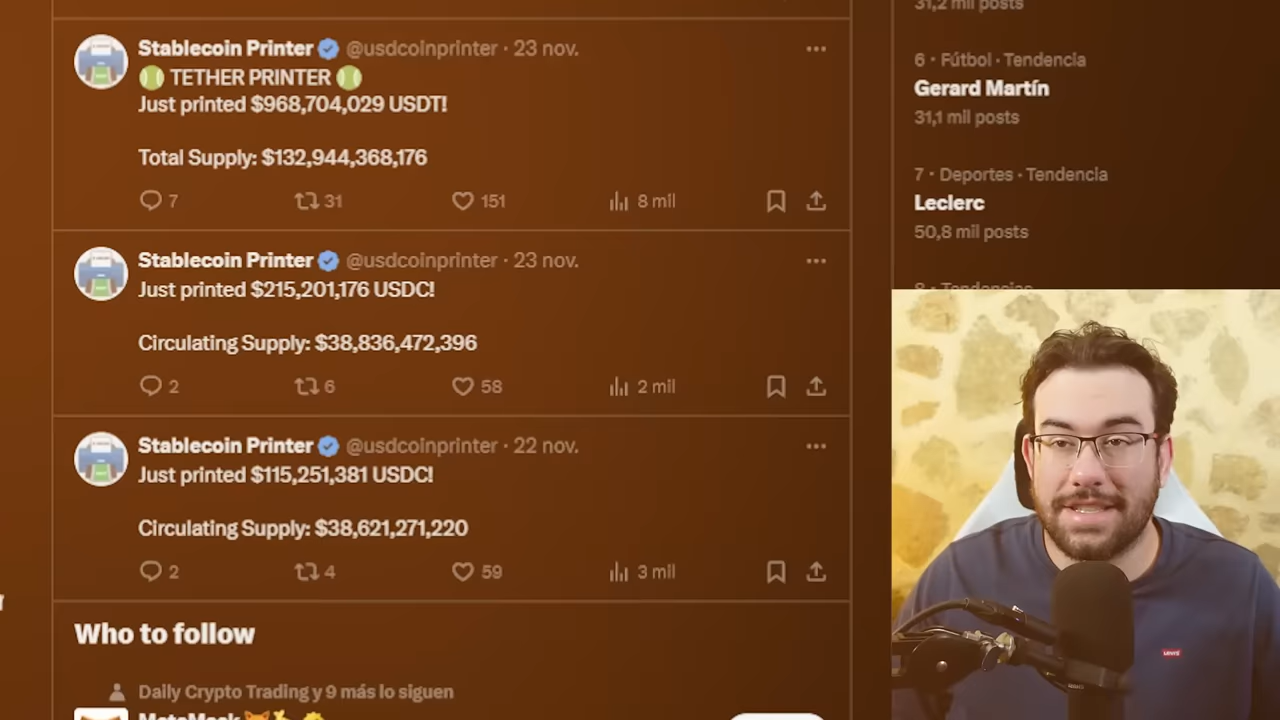 Stablecoin Printer @usdcoinprinter · 23 nov.
TETHER PRINTER
Just printed $968,704,029 USDT!
Total Supply: $132,944,368,176
7 31 151 8 mil
Stablecoin Printer @usdcoinprinter · 23 nov.
Just printed $215,201,176 USDC!
Circulating Supply: $38,836,472,396
2 6 58 2 mil
Stablecoin Printer @usdcoinprinter · 22 nov.
Just printed $115,251,381 USDC!
Circulating Supply: $38,621,271,220
2 4 59 3 mil
Who to follow
Daily Crypto Trading y 9 más lo siguen
MetaMask
31,2 mil posts
6 · Fútbol · Tendencia
Gerard Martín
31,1 mil posts
7 · Deportes · Tendencia
Leclerc
50,8 mil posts
8 · Tendencias
Levi's